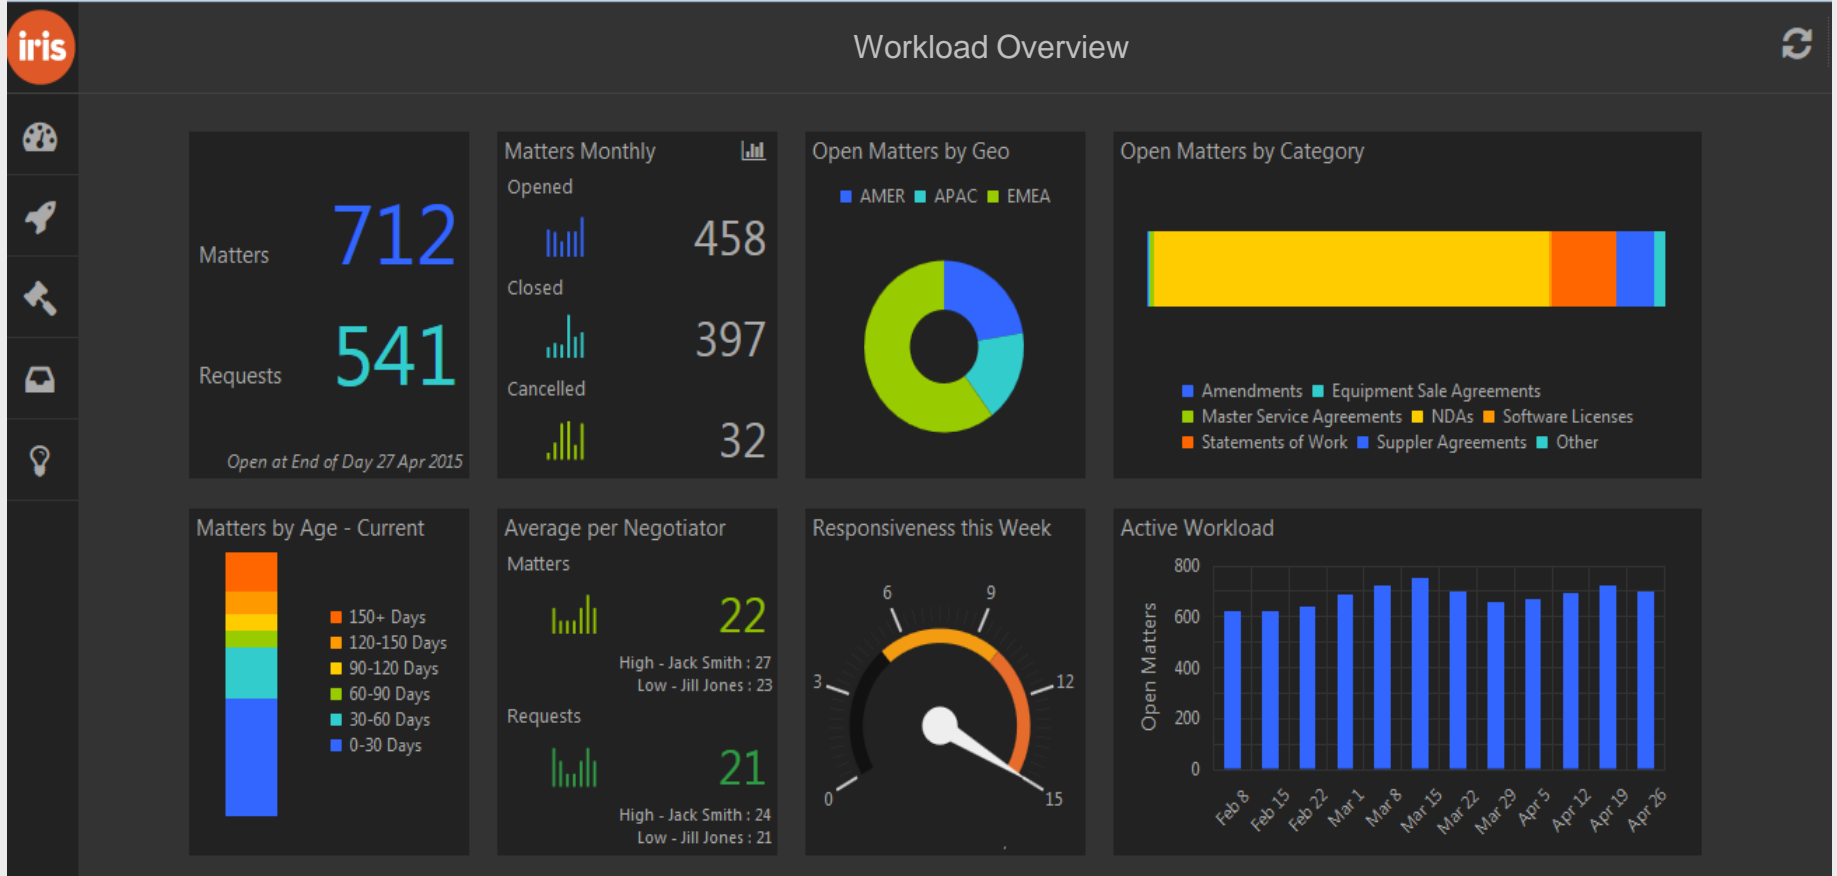 iris
Workload Overview
Matters 712
Requests 541
Open at End of Day 27 Apr 2015
Matters Monthly
Opened
458
Closed
397
Cancelled
32
Open Matters by Geo
AMER APAC EMEA
Open Matters by Category
Amendments Equipment Sale Agreements
Master Service Agreements NDAs Software Licenses
Statements of Work Suppler Agreements Other
Matters by Age - Current
150+ Days
120-150 Days
90-120 Days
60-90 Days
30-60 Days
0-30 Days
Average per Negotiator
Matters
22
High - Jack Smith : 27
Low - Jill Jones : 23
Requests
21
High - Jack Smith : 24
Low - Jill Jones : 21
Responsiveness this Week
6 9
3 12
0 15
Active Workload
Open Matters
800
600
400
200
0
Feb 8 Feb 15 Feb 22 Mar 1 Mar 8 Mar 15 Mar 22 Mar 29 Apr 5 Apr 12 Apr 19 Apr 26